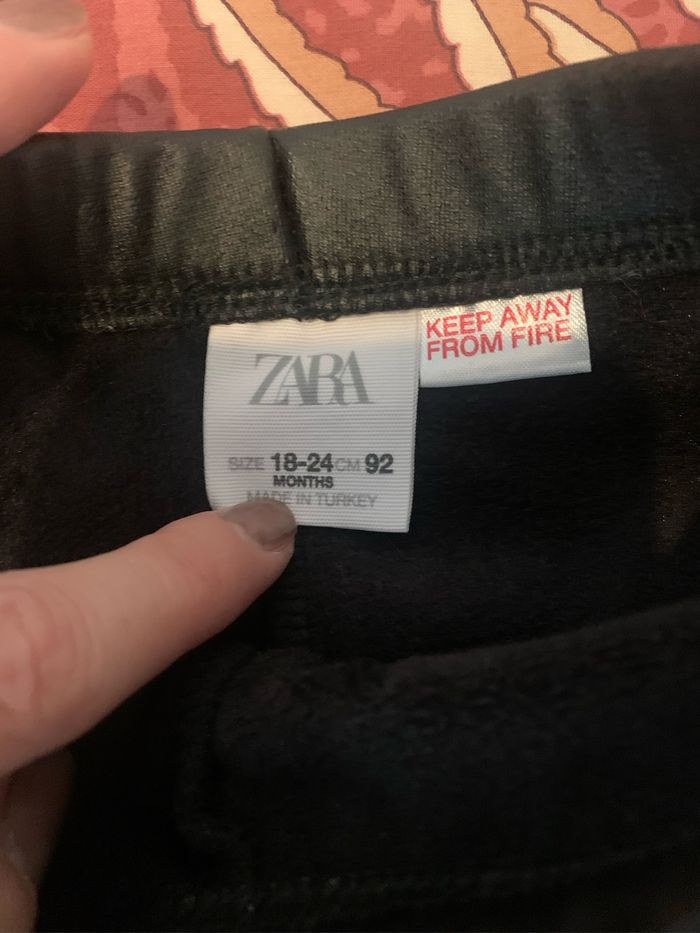 ZARA
SIZE 18-24 CM 92
MONTHS
MADE IN TURKEY
KEEP AWAY
FROM FIRE